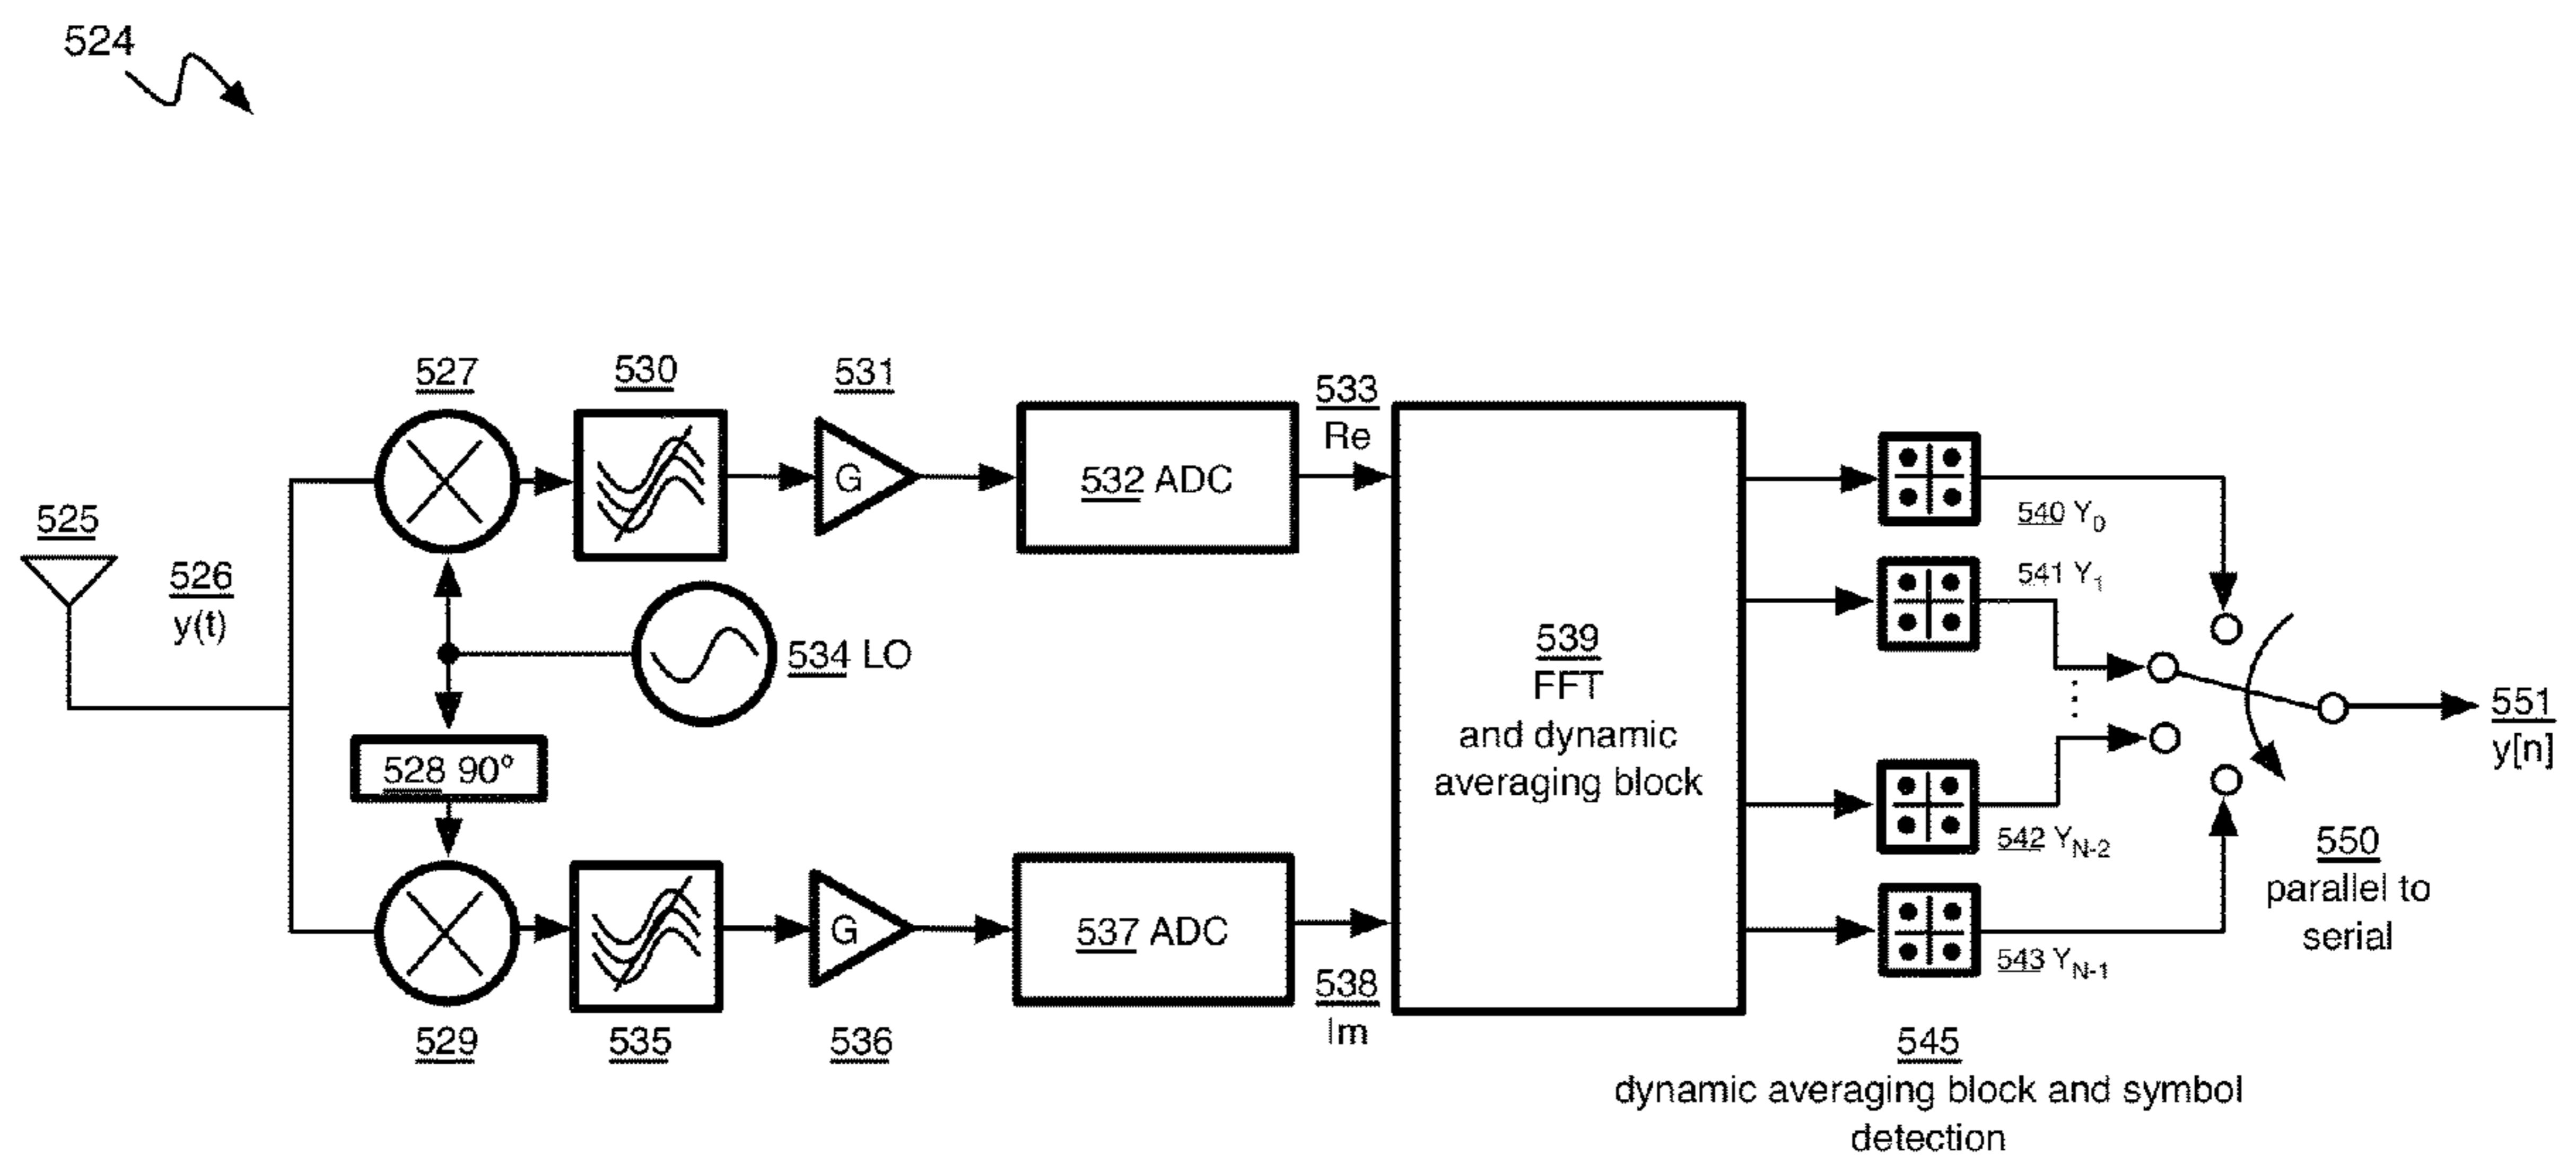 524
527
530
531
533
Re
525
526
y(t)
G
532 ADC
540 Y0
541 Y1
534 LO
539
FFT
and dynamic
averaging block
528 90°
551
y[n]
542 YN-2
550
parallel to
serial
G
537 ADC
543 YN-1
538
Im
529
535
536
545
dynamic averaging block and symbol
detection